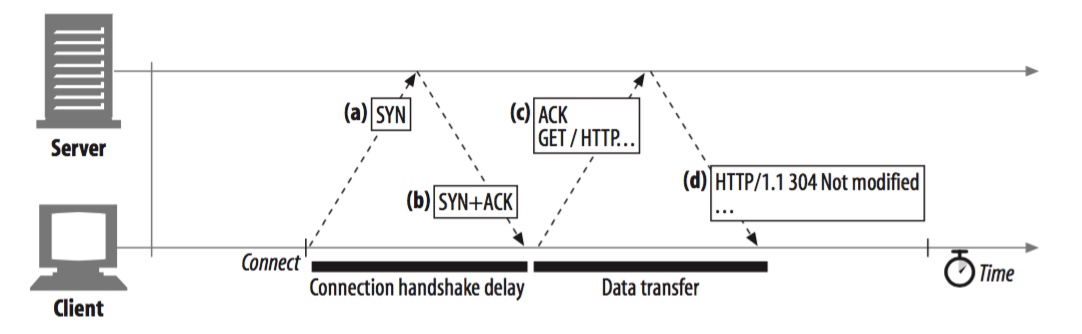 Server
(a) SYN
(b) SYN+ACK
(c) ACK
GET / HTTP...
(d) HTTP/1.1 304 Not modified
...
Client
Connect
Connection handshake delay
Data transfer
Time